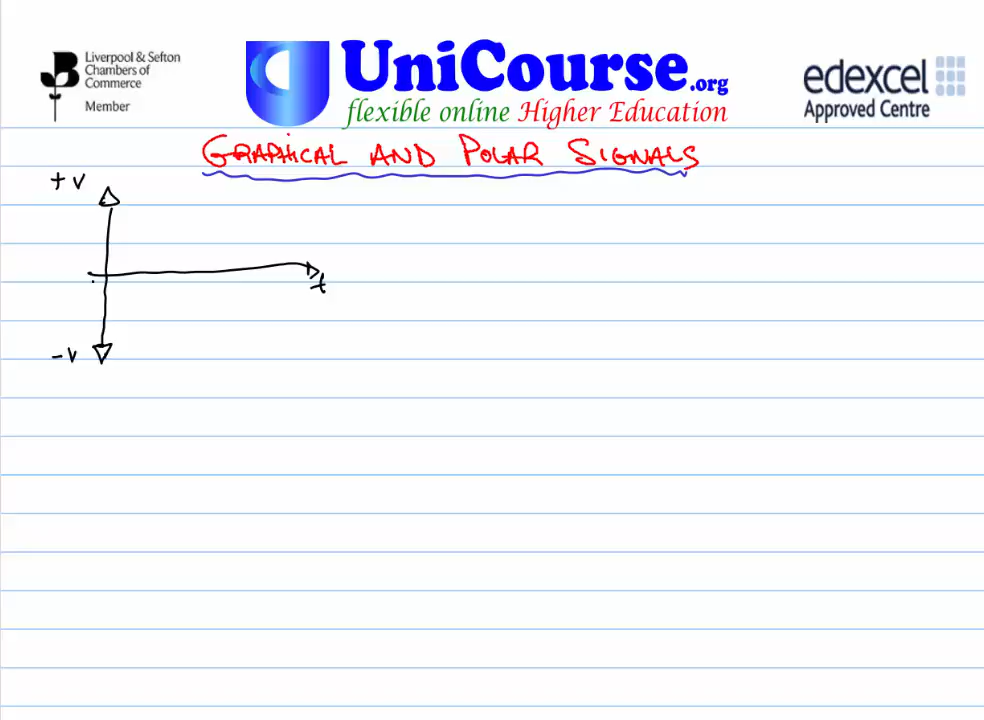 Liverpool & Sefton
Chambers of
Commerce
Member
UniCourse.org
flexible online Higher Education
edexcel
Approved Centre
GRAPHICAL AND POLAR SIGNALS
+V
t
-V